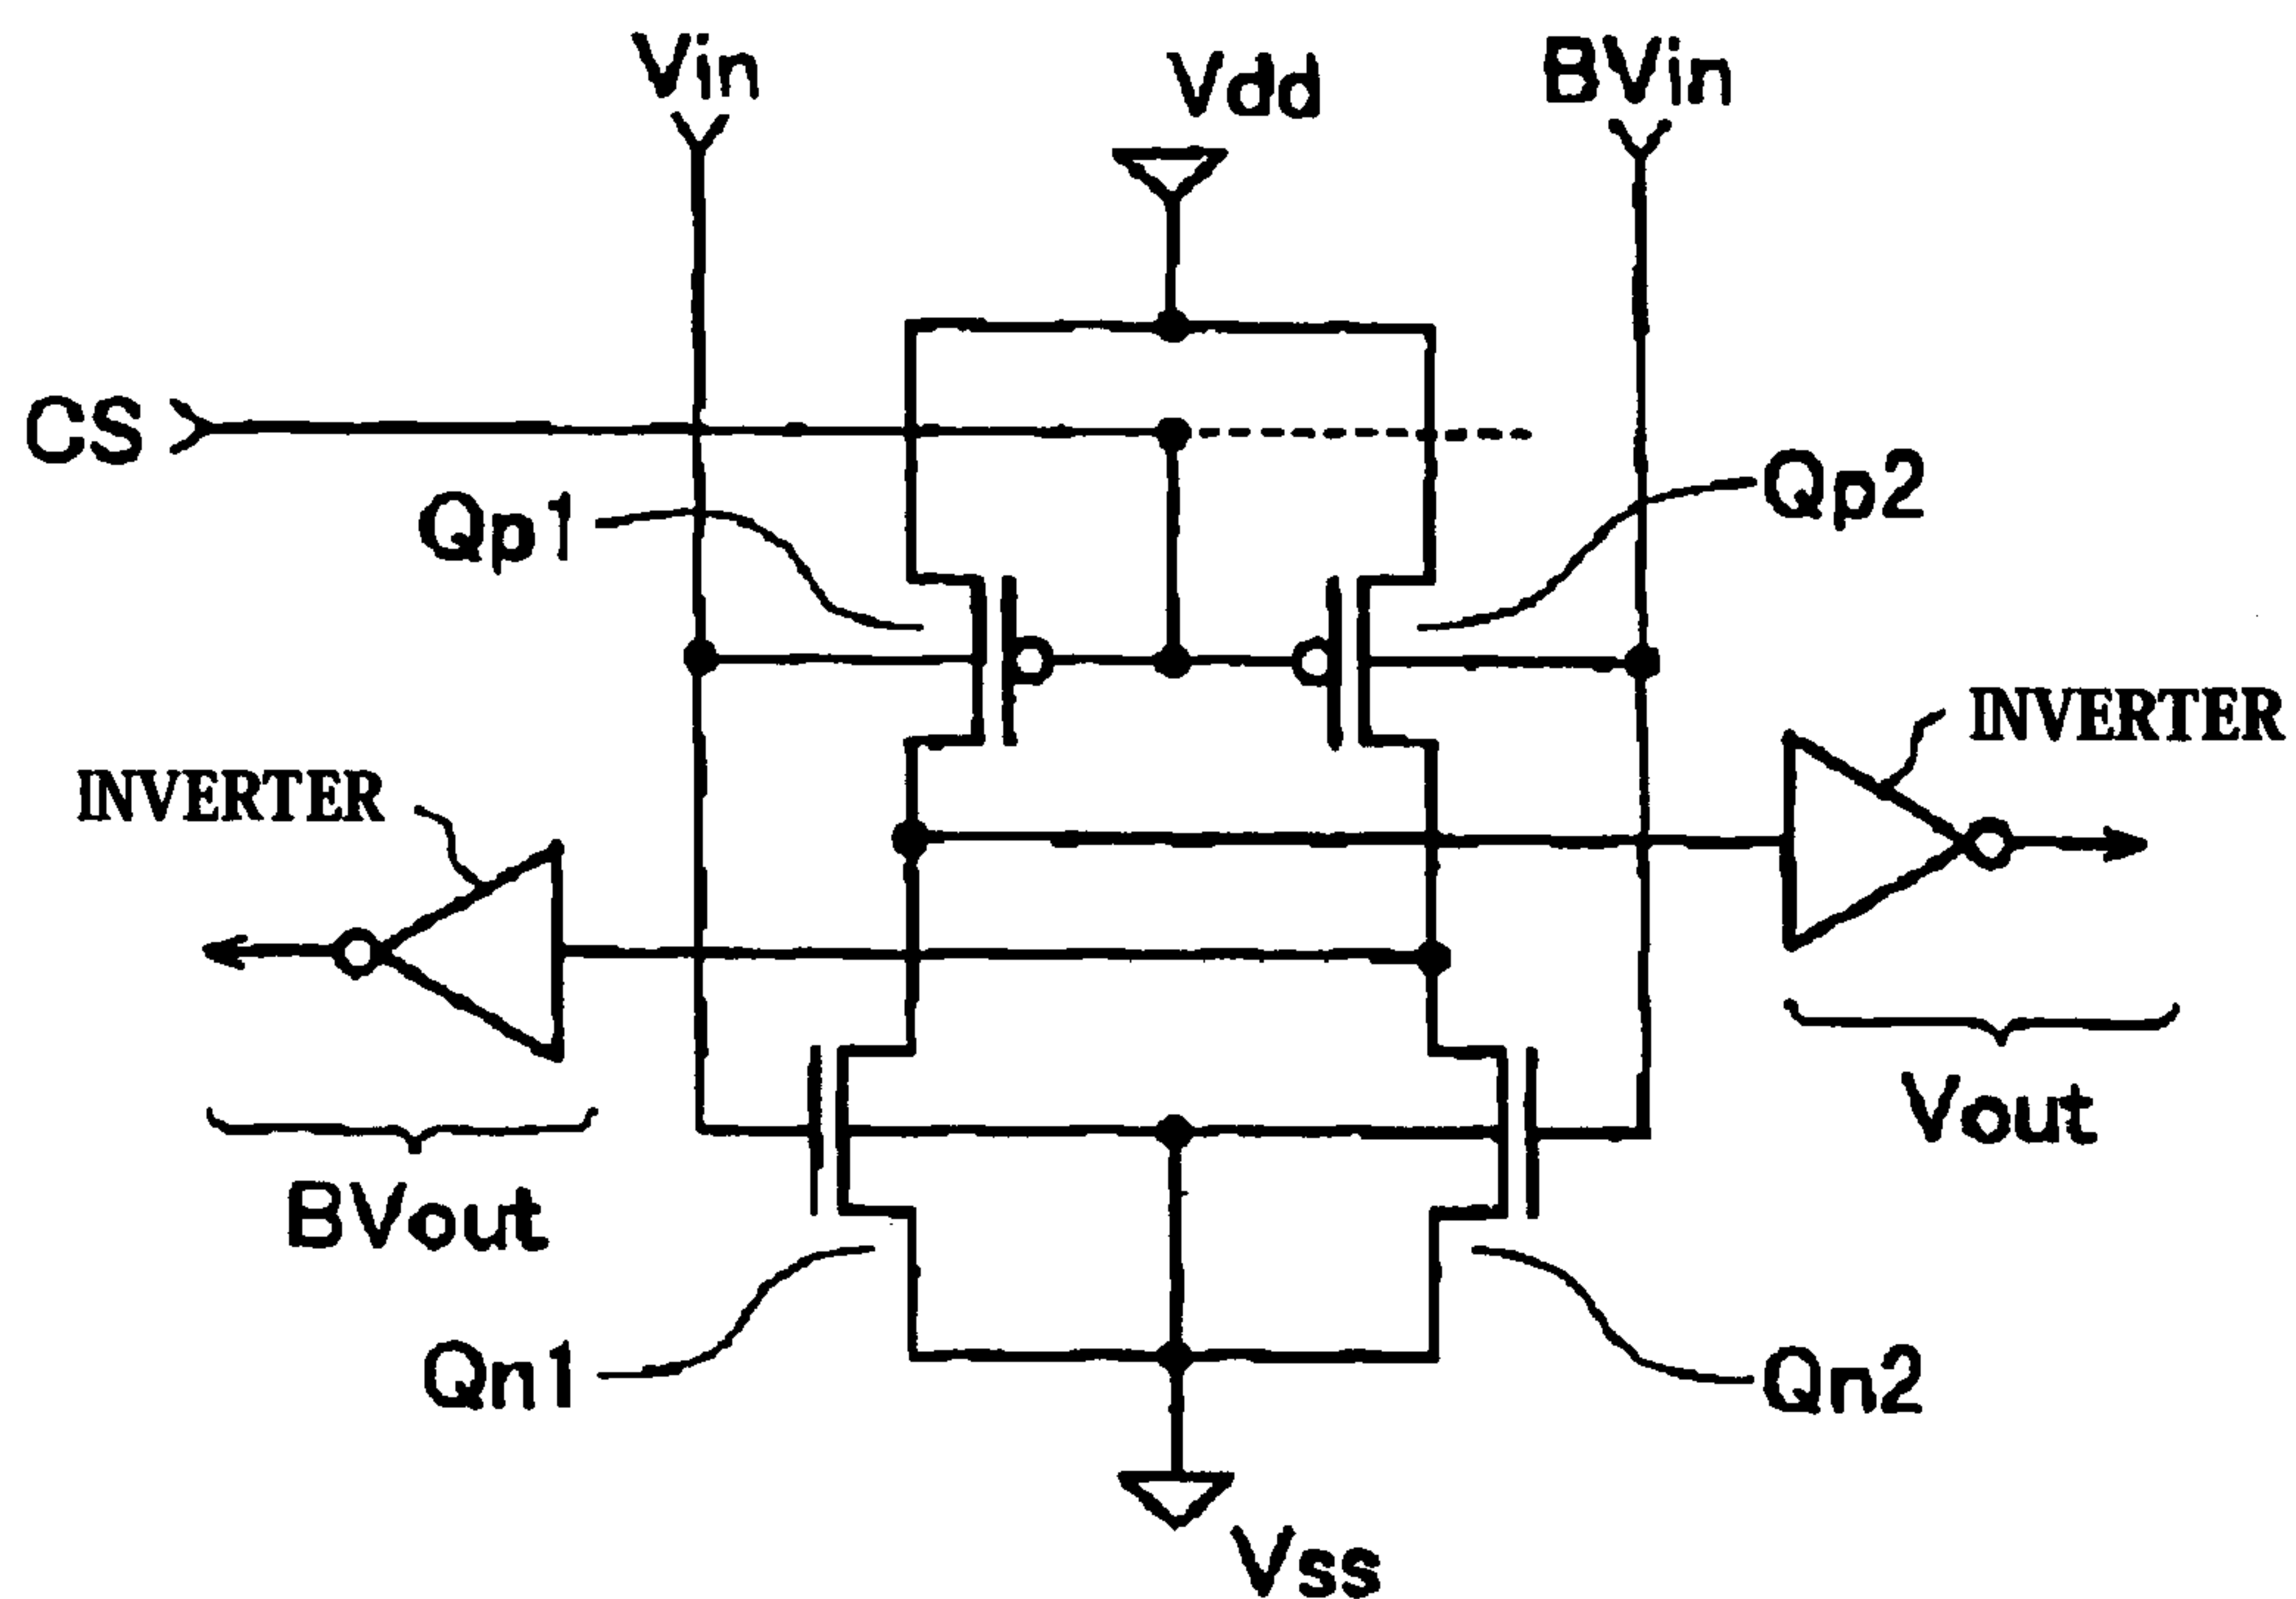 Vin
Vdd
BVin
CS
Qp1
Qp2
INVERTER
INVERTER
Vout
BVout
Qn1
Qn2
Vss